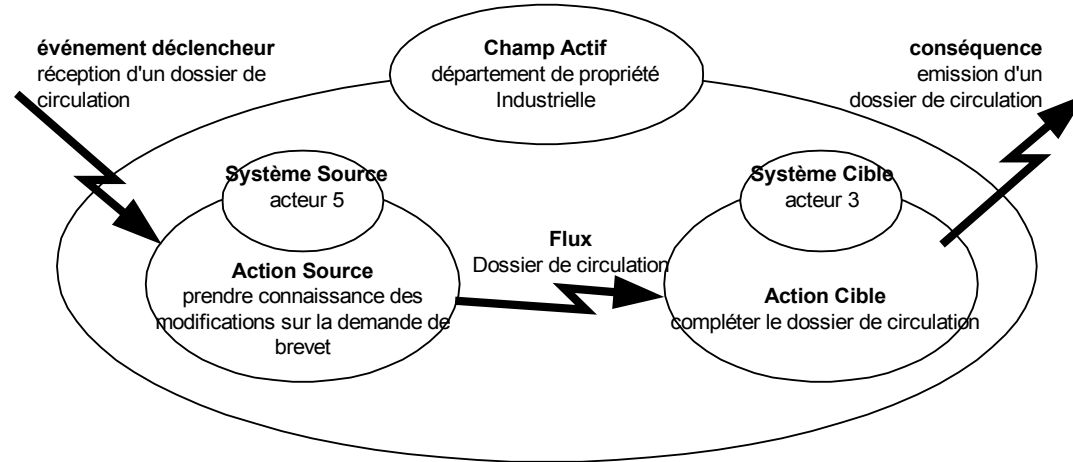 événement déclencheur
réception d'un dossier de
circulation
Champ Actif
département de propriété
Industrielle
conséquence
emission d'un
dossier de circulation
Système Source
acteur 5
Système Cible
acteur 3
Flux
Dossier de circulation
Action Source
prendre connaissance des
modifications sur la demande de
brevet
Action Cible
compléter le dossier de circulation